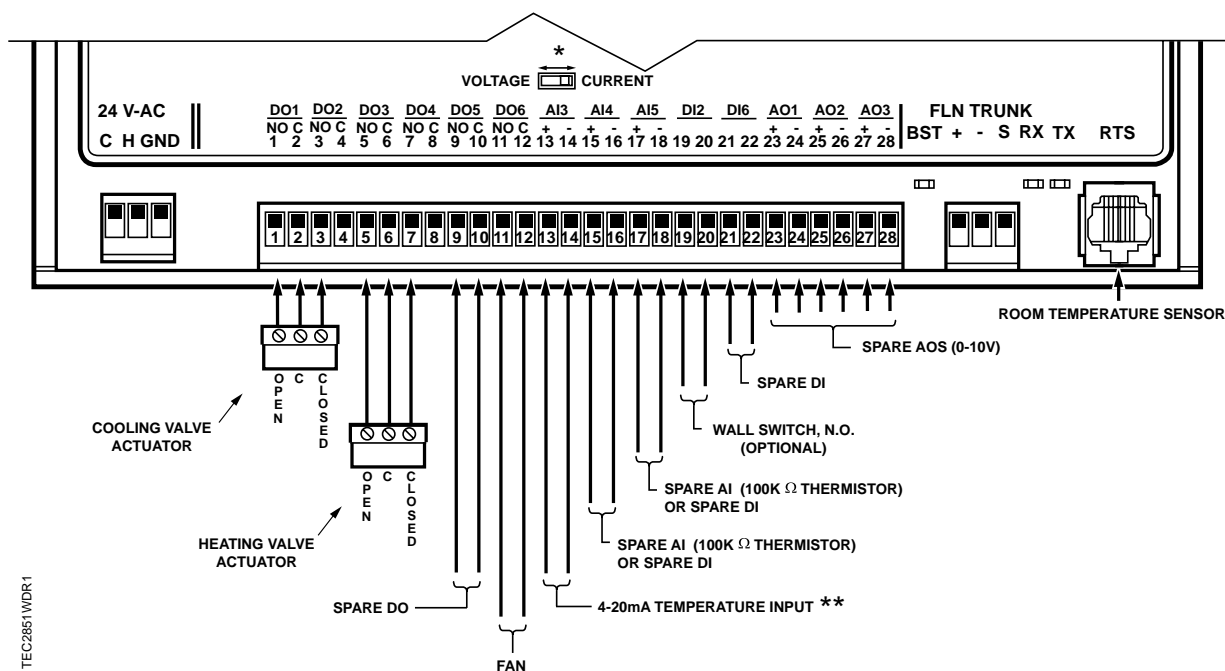 *
VOLTAGE CURRENT
24 V-AC
C H GND
DO1 DO2 DO3 DO4 DO5 DO6 AI3 AI4 AI5 DI2 DI6 AO1 AO2 AO3
NO C NO C NO C NO C NO C NO C + - + - + - + - + - + -
1 2 3 4 5 6 7 8 9 10 11 12 13 14 15 16 17 18 19 20 21 22 23 24 25 26 27 28
FLN TRUNK
BST + - S RX TX RTS
1 2 3 4 5 6 7 8 9 10 11 12 13 14 15 16 17 18 19 20 21 22 23 24 25 26 27 28
ROOM TEMPERATURE SENSOR
SPARE AOS (0-10V)
SPARE DI
OPEN C CLOSED
COOLING VALVE
ACTUATOR
WALL SWITCH, N.O.
(OPTIONAL)
OPEN C CLOSED
HEATING VALVE
ACTUATOR
SPARE AI (100K Ω THERMISTOR)
OR SPARE DI
SPARE AI (100K Ω THERMISTOR)
OR SPARE DI
SPARE DO
4-20mA TEMPERATURE INPUT **
FAN
TEC2851WDR1